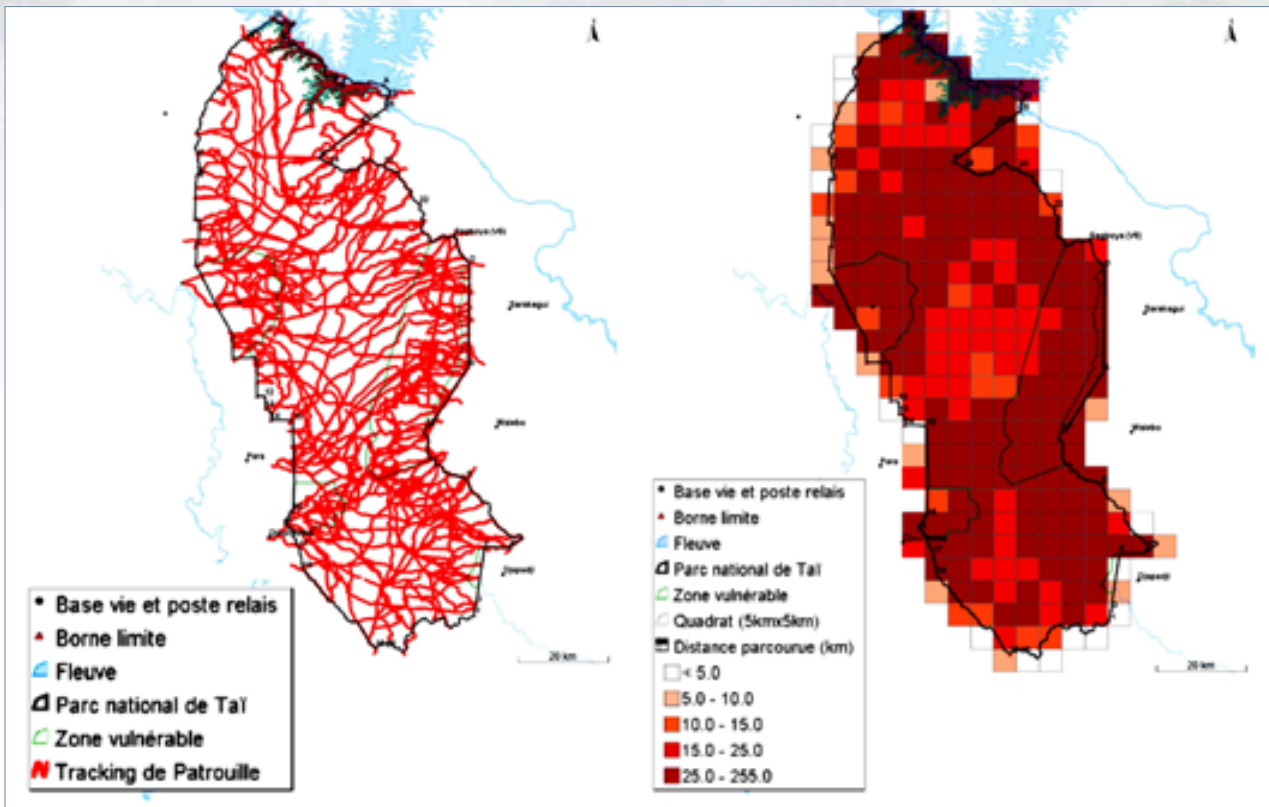 20 km
Base vie et poste relais
Borne limite
Fleuve
Parc national de Taï
Zone vulnérable
Tracking de Patrouille
Base vie et poste relais
Borne limite
Fleuve
Parc national de Taï
Zone vulnérable
Quadrat (5kmx5km)
Distance parcourue (km)
< 5.0
5.0 - 10.0
10.0 - 15.0
15.0 - 25.0
25.0 - 255.0
20 km